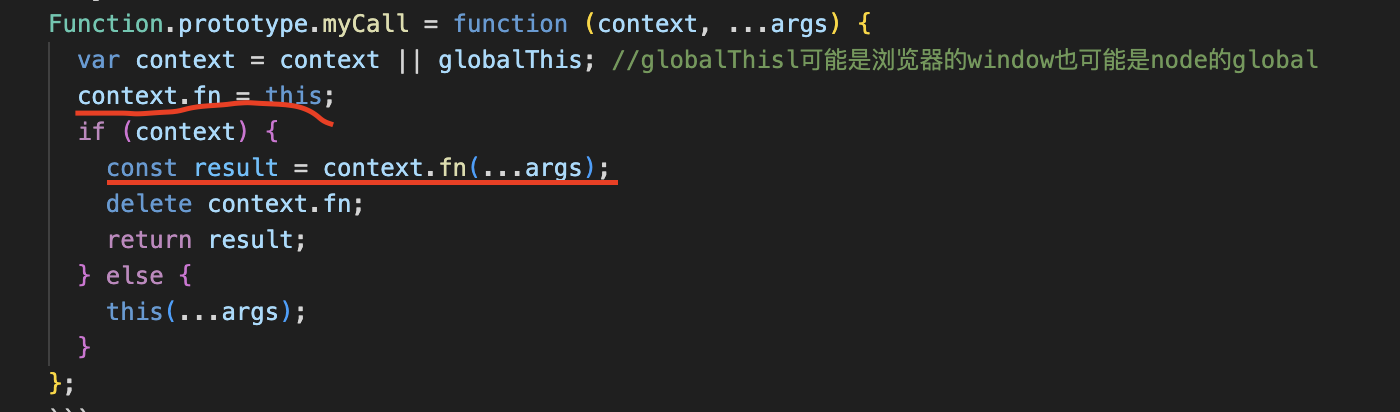 Function.prototype.myCall = function (context, ...args) {
var context = context || globalThis; //globalThisl可能是浏览器的window也可能是node的global
context.fn = this;
if (context) {
const result = context.fn(...args);
delete context.fn;
return result;
} else {
this(...args);
}
};
```